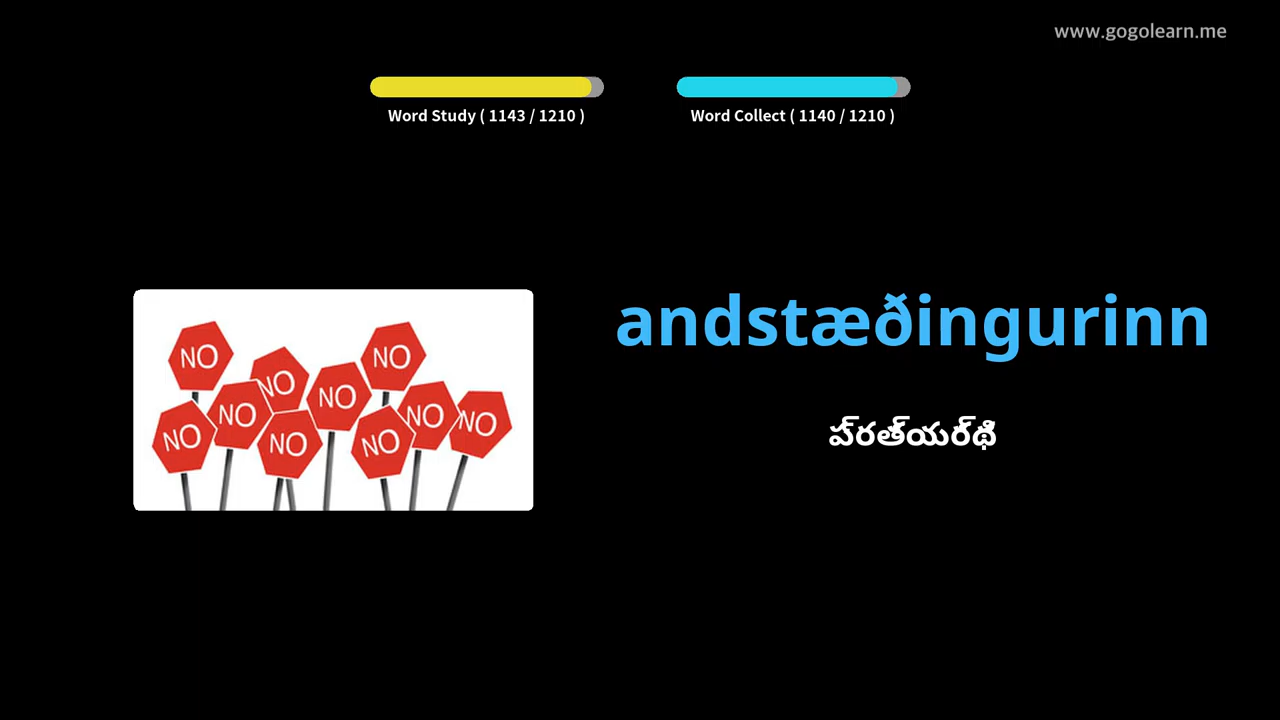 www.gogolearn.me
Word Study ( 1143 / 1210 )
Word Collect ( 1140 / 1210 )
andstæðingurinn
ప్రత్యర్థి
NO
NO
NO
NO
NO
NO
NO
NO
NO
NO